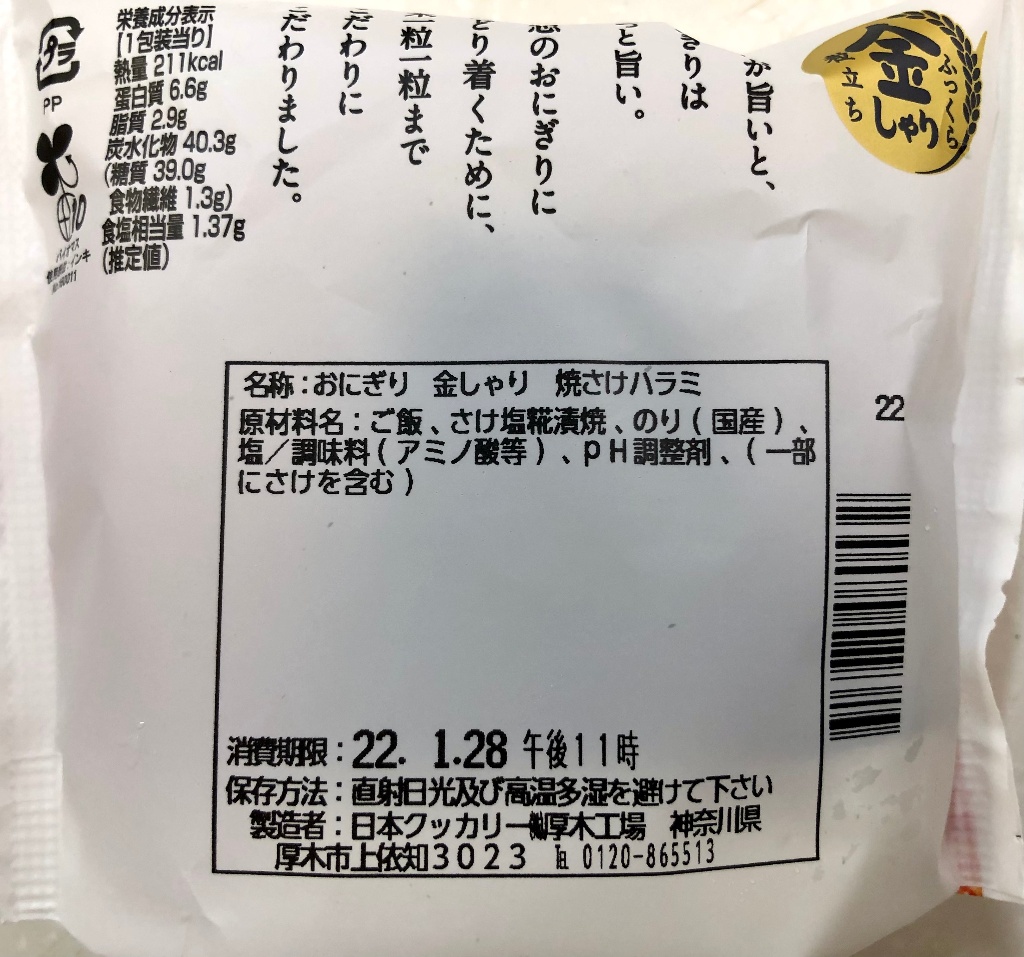 栄養成分表示
[1包装当り]
熱量 211kcal
蛋白質 6.6g
脂質 2.9g
炭水化物 40.3g
(糖質 39.0g
食物繊維 1.3g)
食塩相当量 1.37g
(推定値)
プラ
PP
が旨いと、
ぎりは
っと旨い。
のおにぎりに
どり着くために、
一粒一粒まで
だわりに
だわりました。
ふっくら
金しゃり
立ち
名称：おにぎり 金しゃり 焼さけハラミ
原材料名：ご飯、さけ塩糀漬焼、のり(国産)、
塩／調味料(アミノ酸等)、pH調整剤、(一部
にさけを含む)
22
消費期限：22. 1.28 午後11時
保存方法：直射日光及び高温多湿を避けて下さい
製造者：日本クッカリー㈱厚木工場 神奈川県
厚木市上依知3023 ℡ 0120-865513